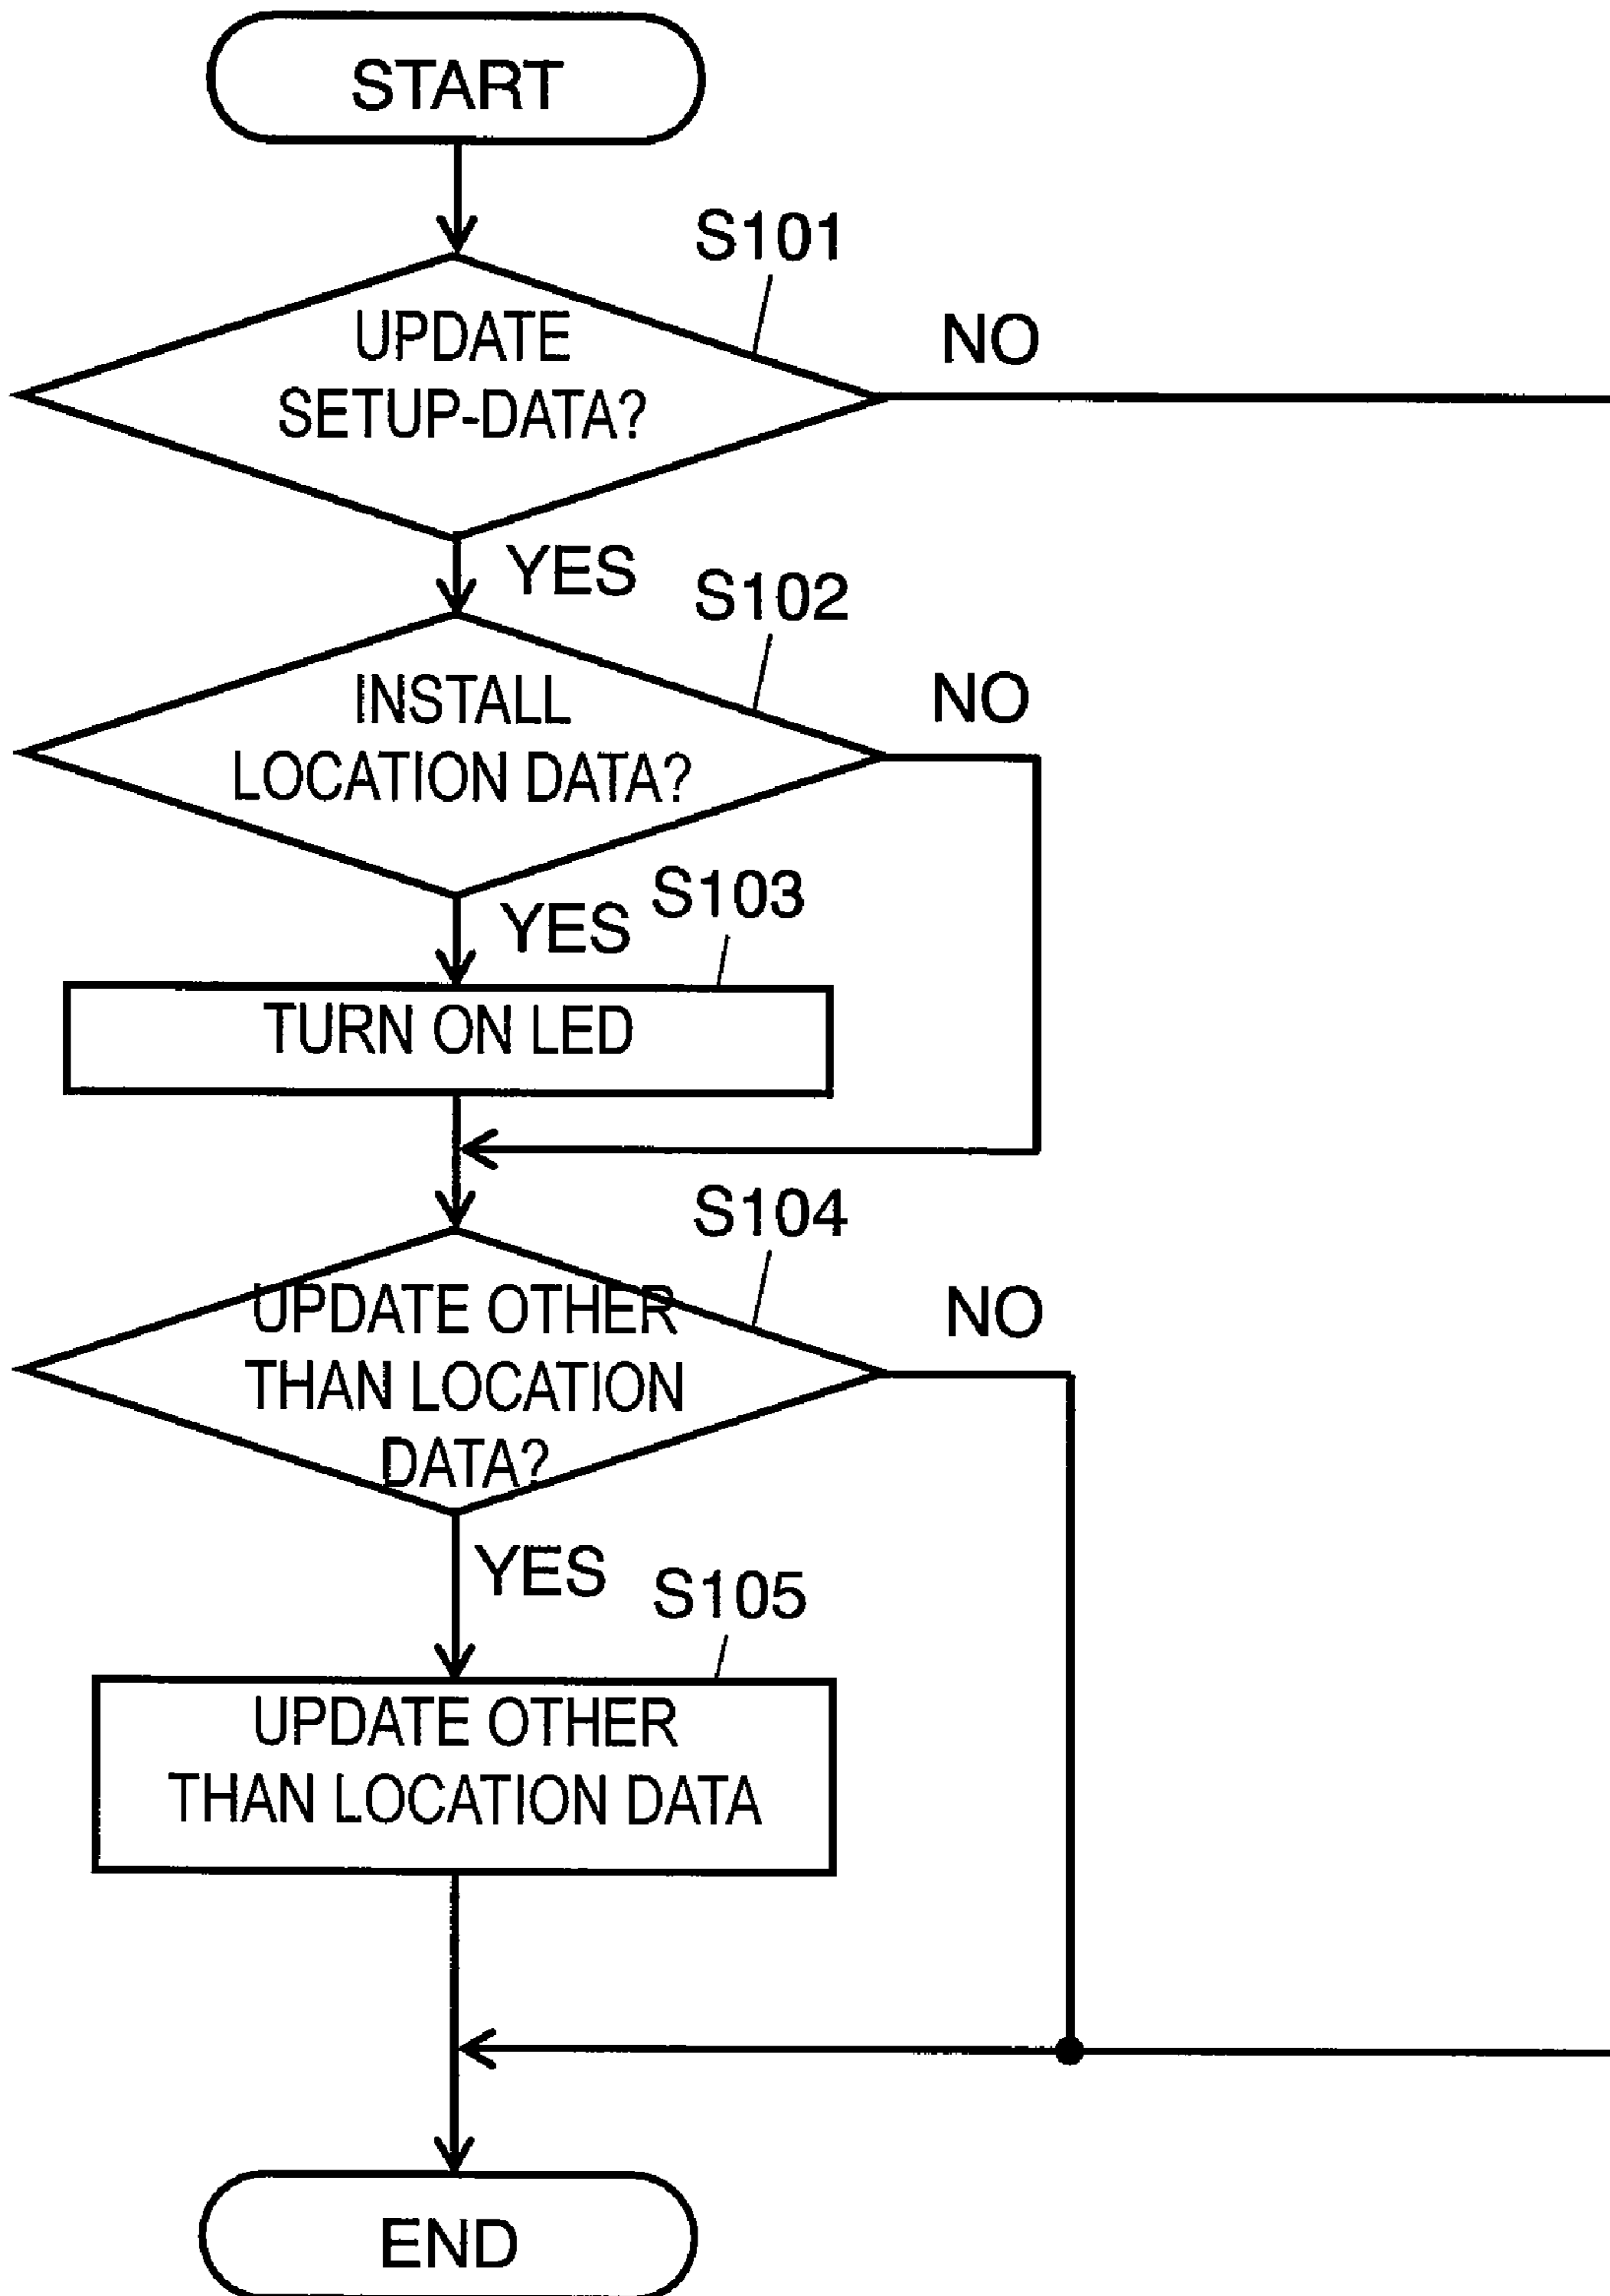 START
S101
UPDATE
SETUP-DATA?
NO
YES
S102
INSTALL
LOCATION DATA?
NO
YES
S103
TURN ON LED
S104
UPDATE OTHER
THAN LOCATION
DATA?
NO
YES
S105
UPDATE OTHER
THAN LOCATION DATA
END